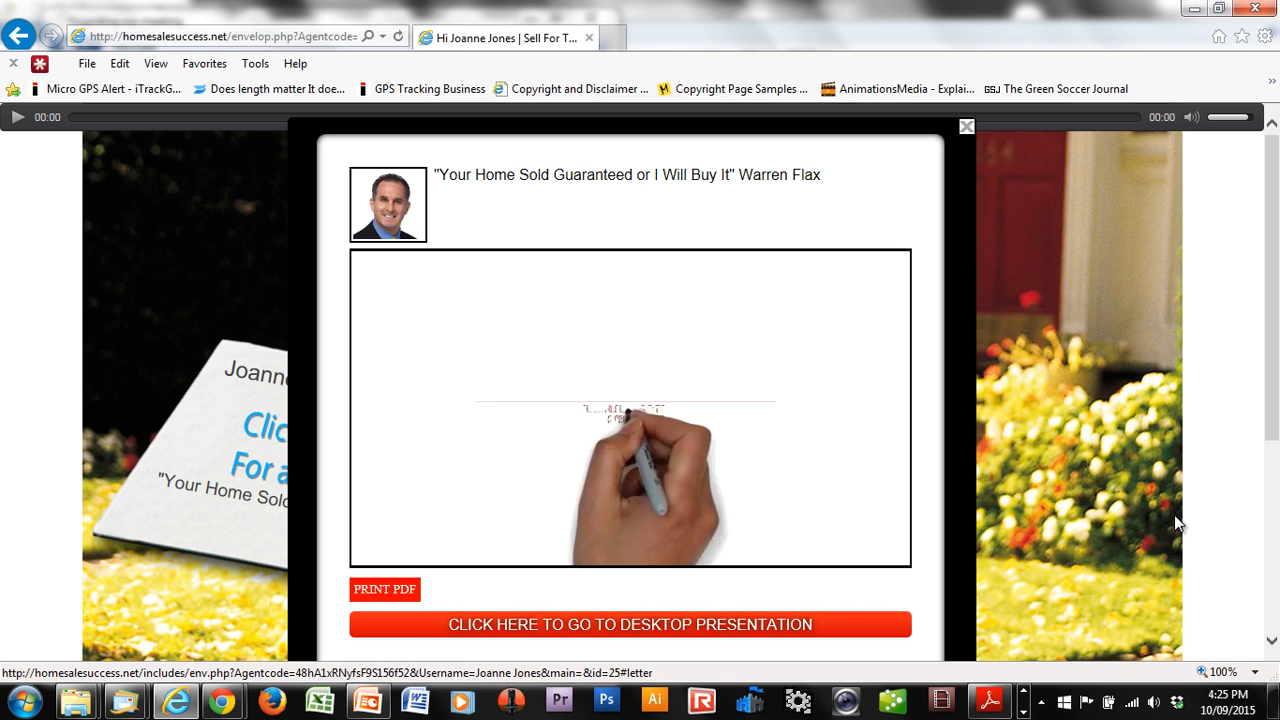 http://homesalesuccess.net/envelop.php?Agentcode=
Hi Joanne Jones | Sell For T...
File Edit View Favorites Tools Help
Micro GPS Alert - iTrackG... Does length matter It doe... GPS Tracking Business Copyright and Disclaimer ... Copyright Page Samples ... AnimationsMedia - Explai... The Green Soccer Journal
00:00 00:00
"Your Home Sold Guaranteed or I Will Buy It" Warren Flax
Joanne
Clic
For a
"Your Home Sold
PRINT PDF
CLICK HERE TO GO TO DESKTOP PRESENTATION
http://homesalesuccess.net/includes/env.php?Agentcode=48hA1xRNyfsF9S156f52&Username=Joanne Jones&main=&id=25#letter
100%
Pr Ps Ai
4:25 PM
10/09/2015